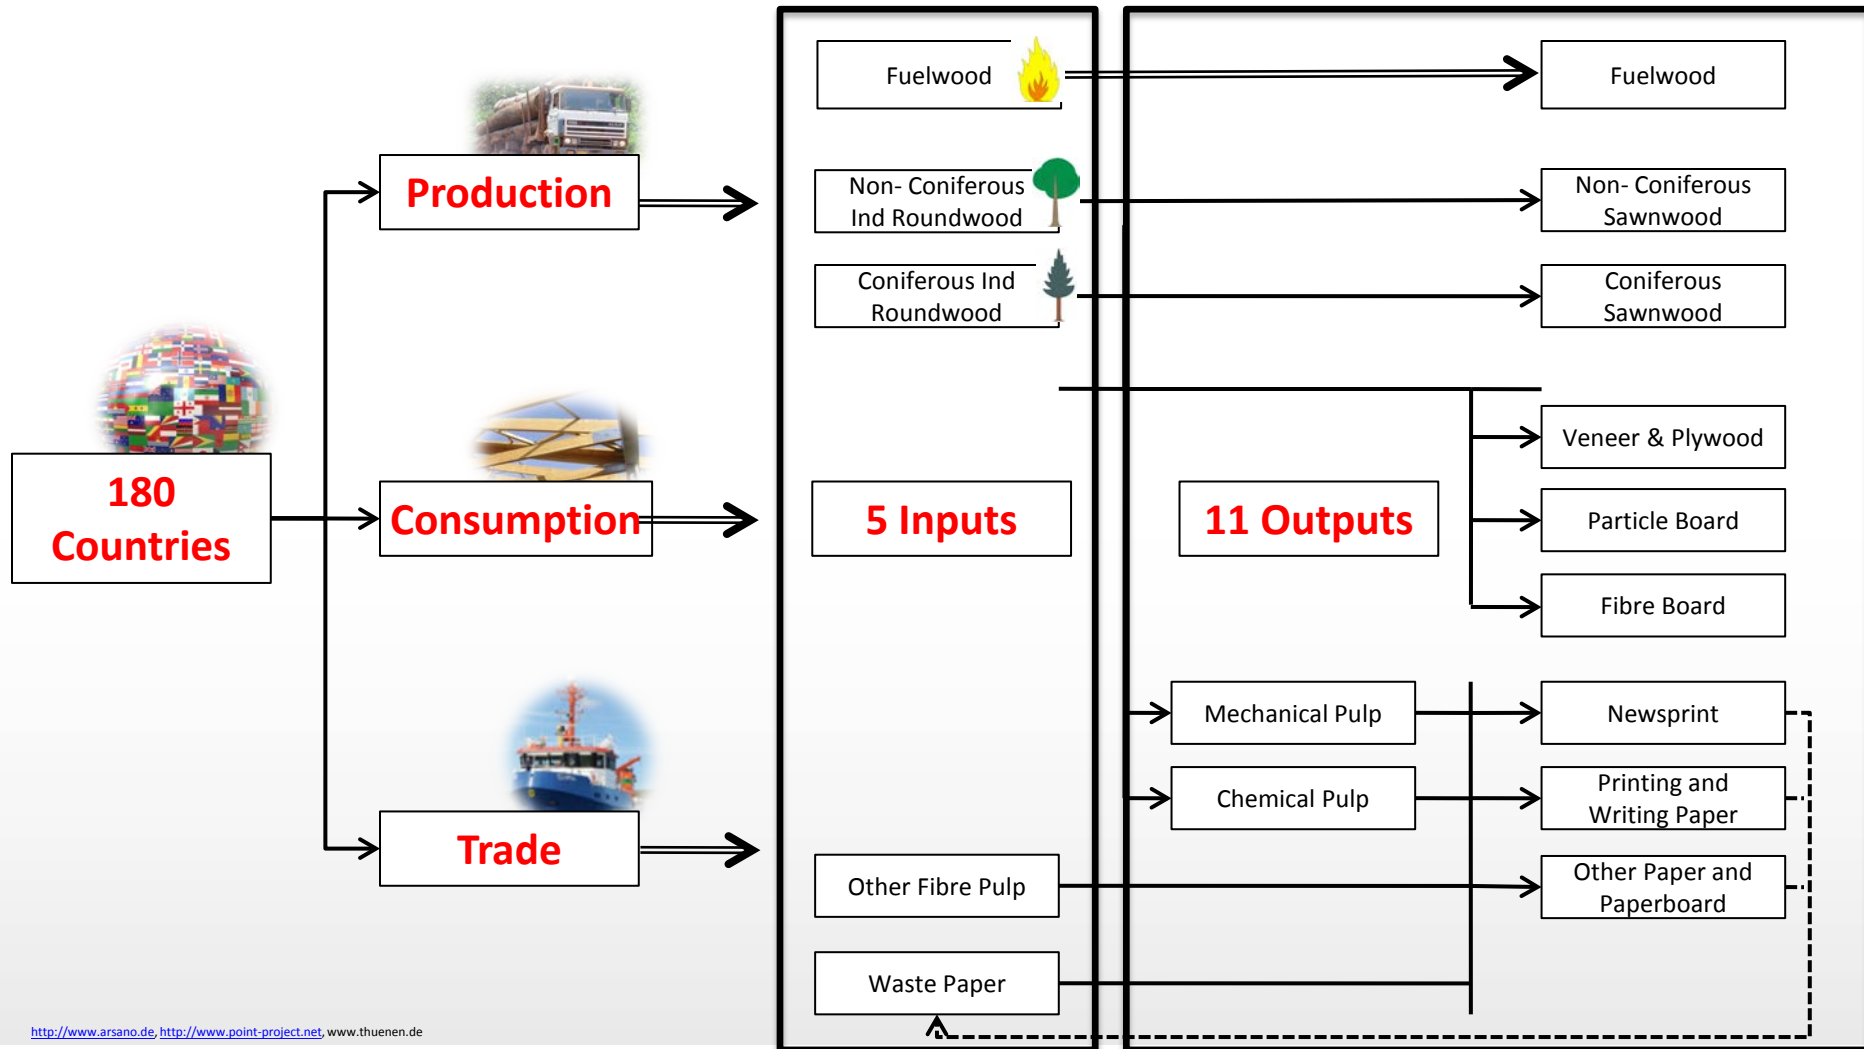 180
Countries
Production
Consumption
Trade
Fuelwood
Non- Coniferous
Ind Roundwood
Coniferous Ind
Roundwood
5 Inputs
Other Fibre Pulp
Waste Paper
11 Outputs
Mechanical Pulp
Chemical Pulp
Fuelwood
Non- Coniferous
Sawnwood
Coniferous
Sawnwood
Veneer & Plywood
Particle Board
Fibre Board
Newsprint
Printing and
Writing Paper
Other Paper and
Paperboard
http://www.arsano.de, http://www.point-project.net, www.thuenen.de